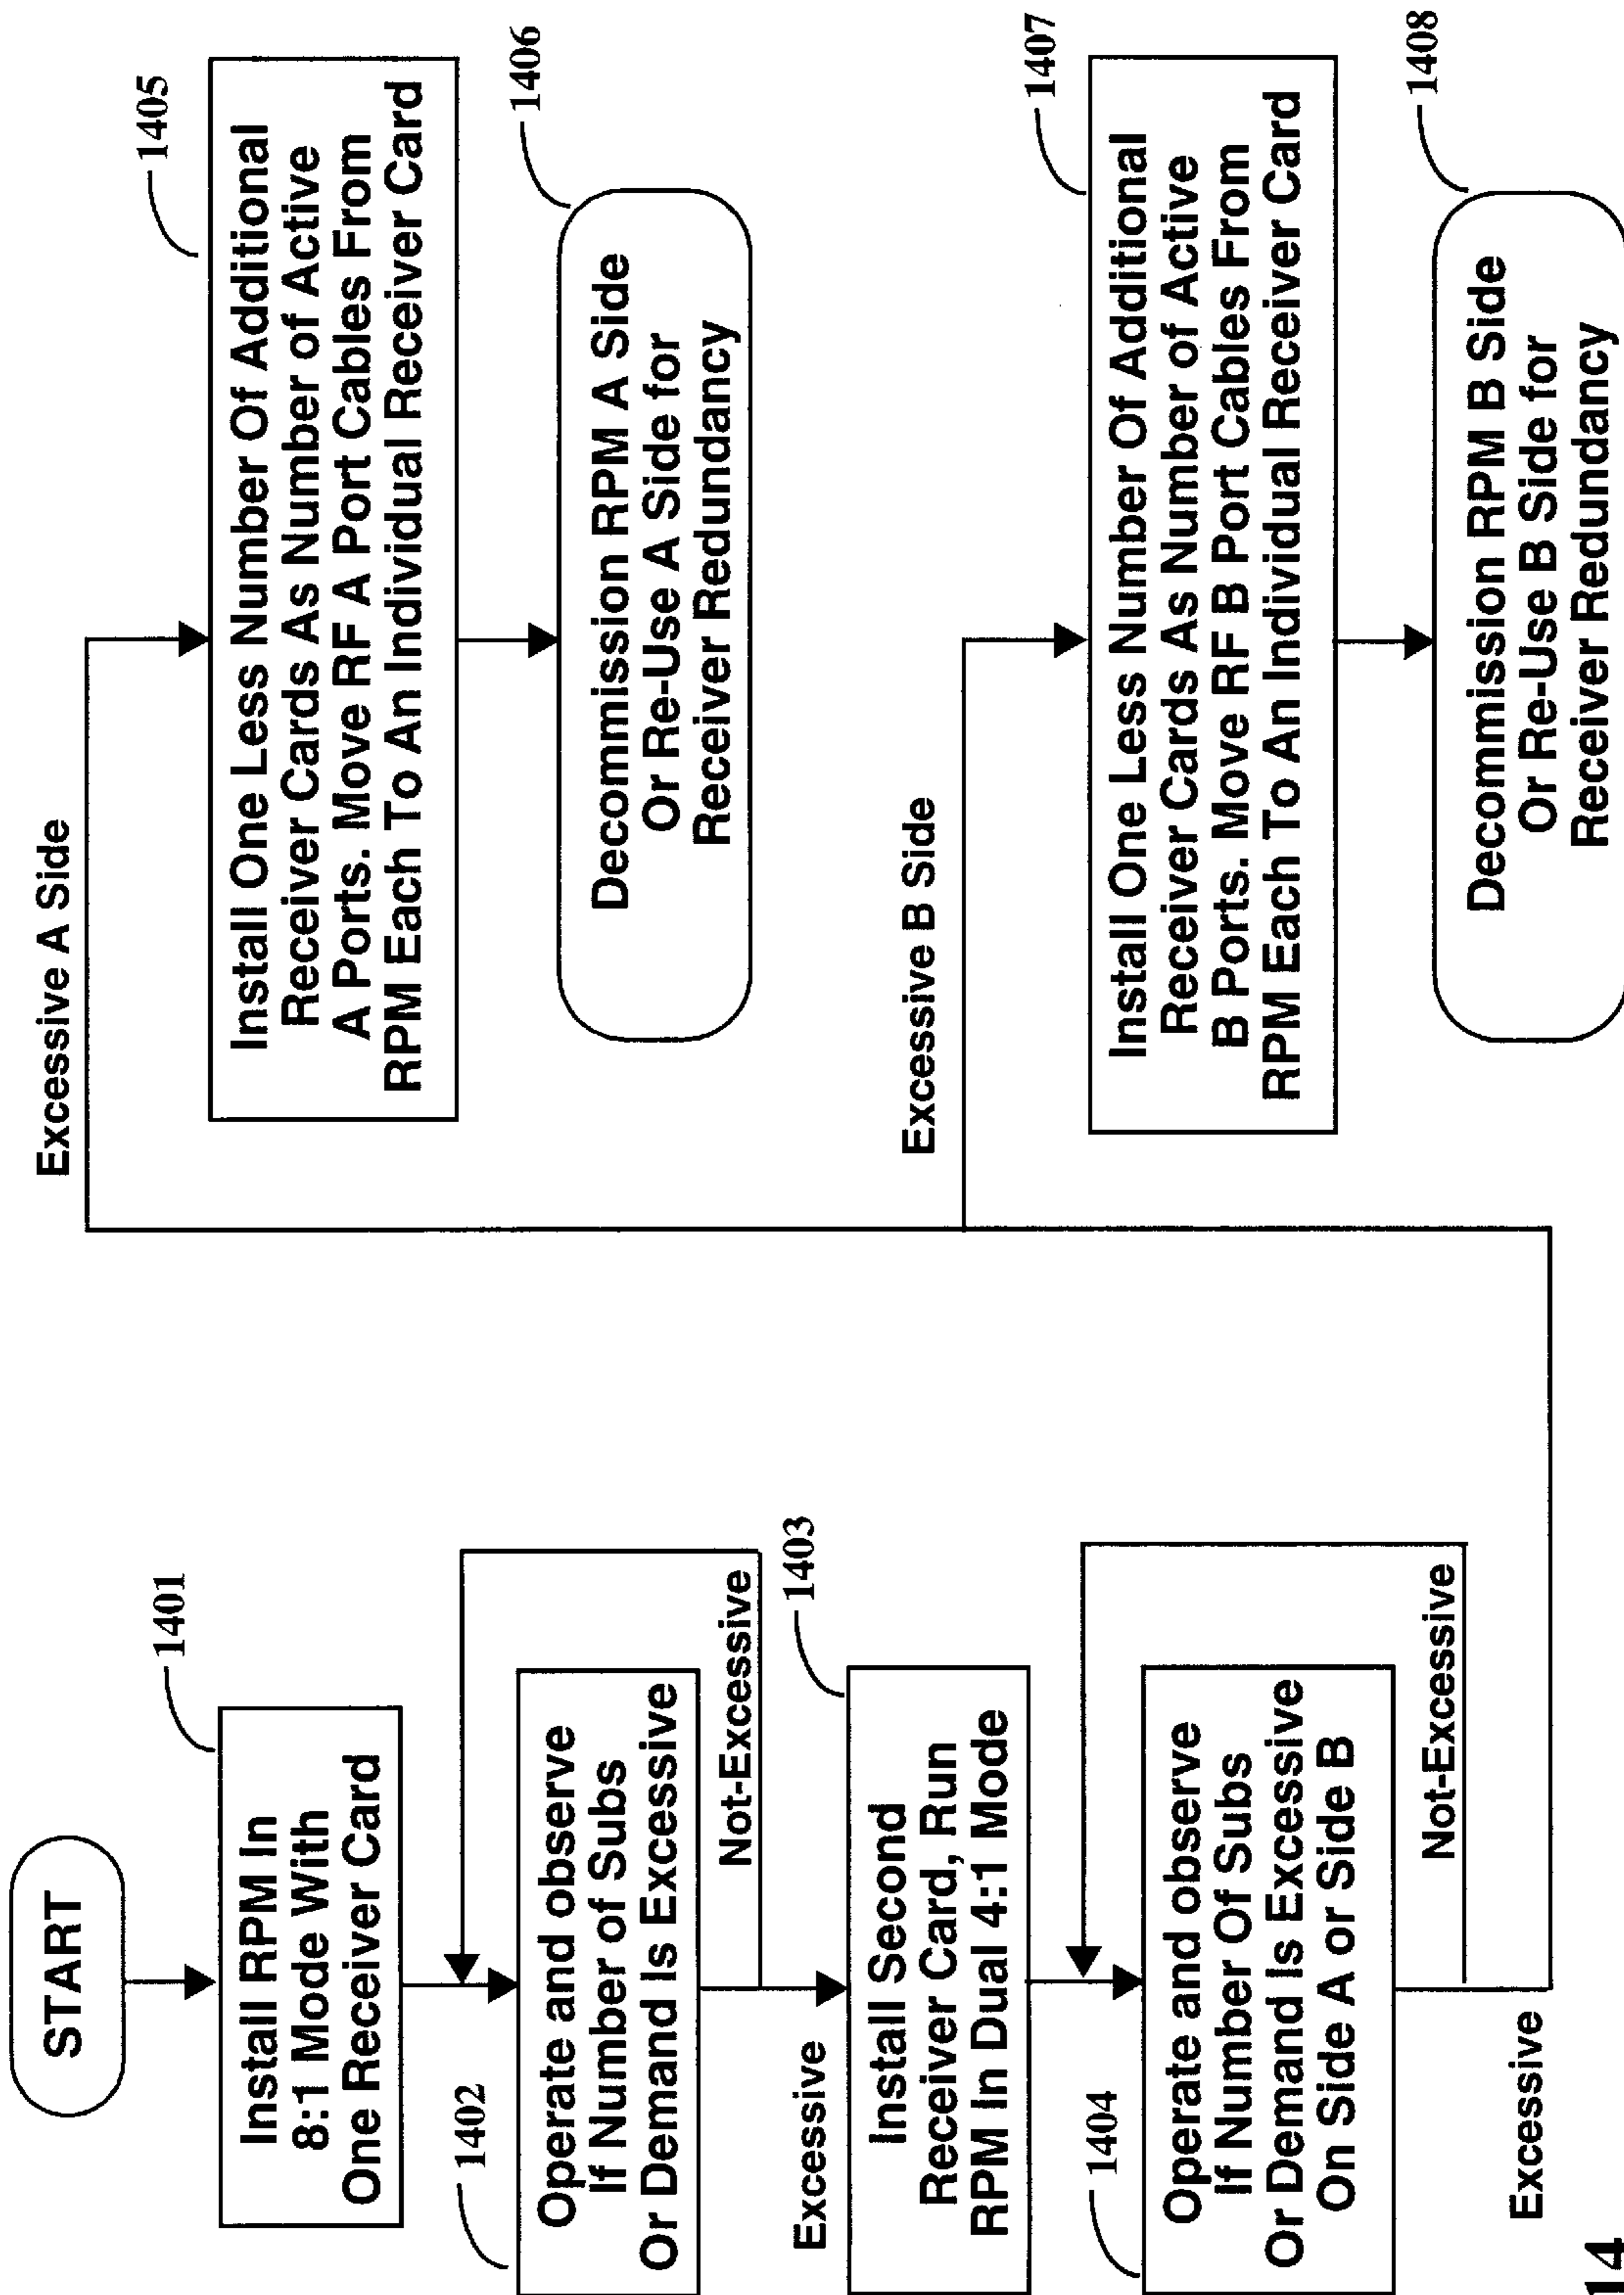 START
1401
Install RPM In
8:1 Mode With
One Receiver Card
1402
Operate and observe
If Number of Subs
Or Demand Is Excessive
Not-Excessive
Excessive
1403
Install Second
Receiver Card, Run
RPM In Dual 4:1 Mode
1404
Operate and observe
If Number Of Subs
Or Demand is Excessive
On Side A or Side B
Not-Excessive
Excessive
Excessive A Side
1405
Install One Less Number Of Additional
Receiver Cards As Number of Active
A Ports. Move RF A Port Cables From
RPM Each To An Individual Receiver Card
1406
Decommission RPM A Side
Or Re-Use A Side for
Receiver Redundancy
Excessive B Side
1407
Install One Less Number Of Additional
Receiver Cards As Number of Active
B Ports. Move RF B Port Cables From
RPM Each To An Individual Receiver Card
1408
Decommission RPM B Side
Or Re-Use B Side for
Receiver Redundancy
14